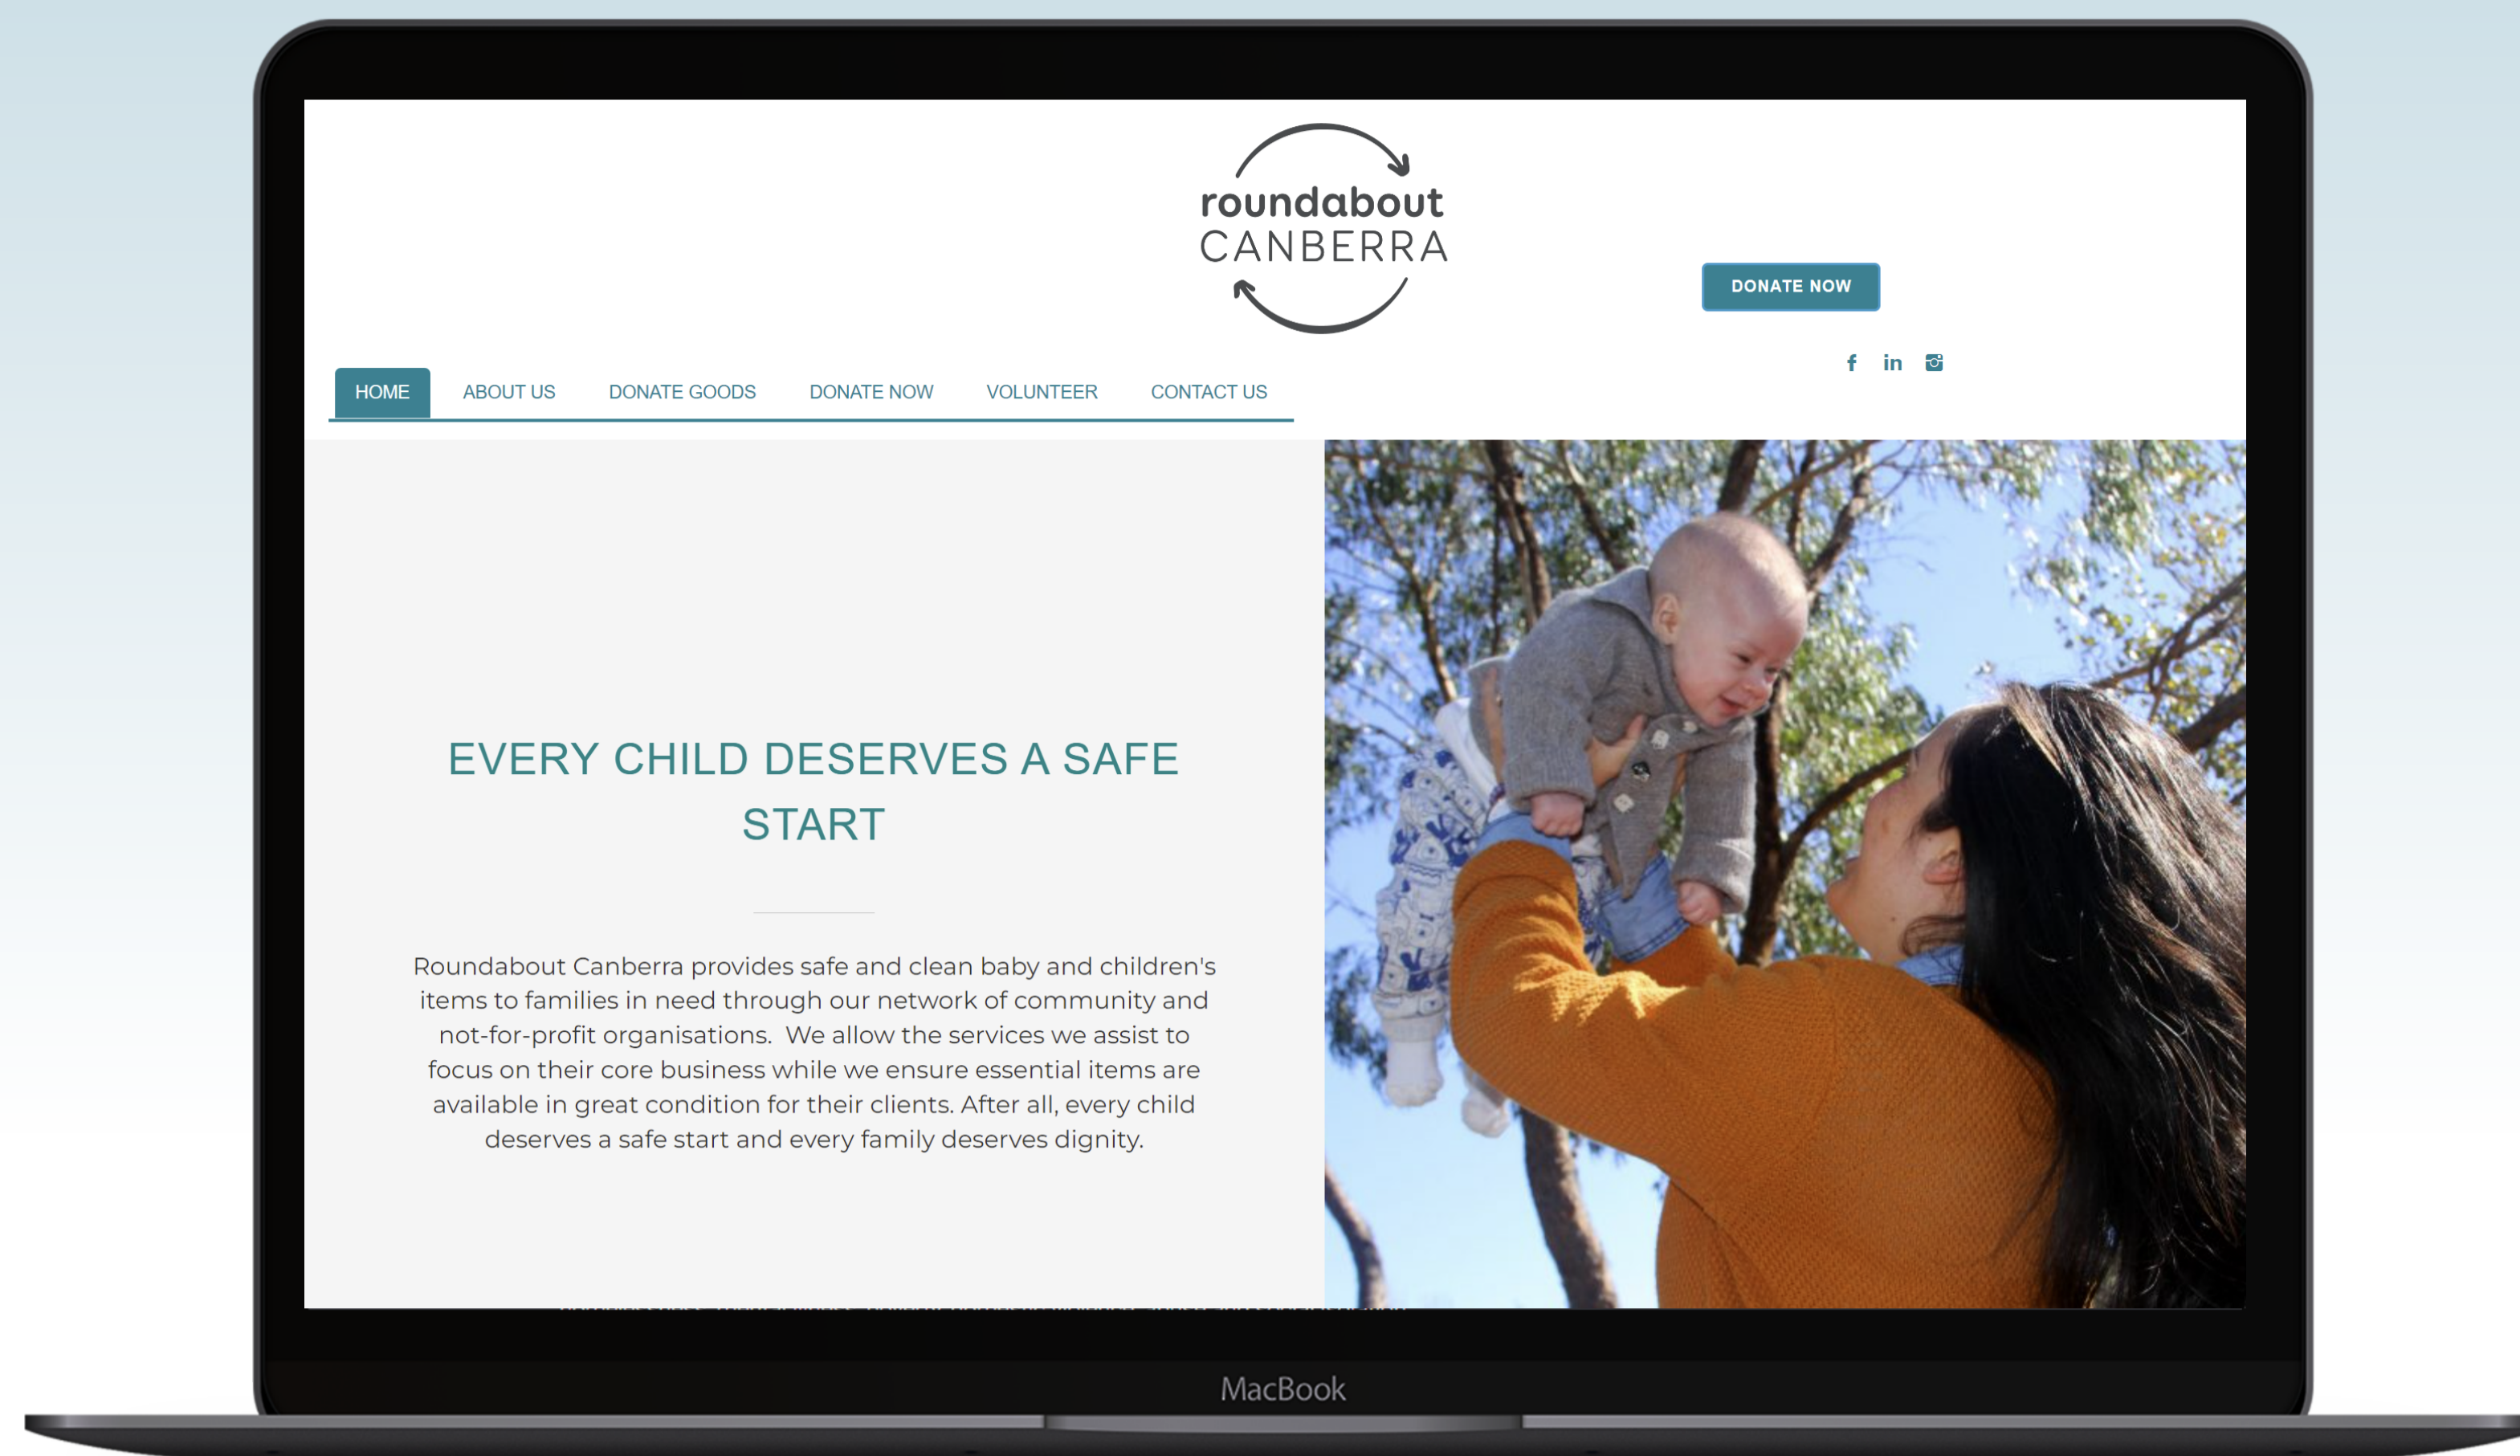 roundabout
CANBERRA
DONATE NOW
f in
HOME ABOUT US DONATE GOODS DONATE NOW VOLUNTEER CONTACT US
EVERY CHILD DESERVES A SAFE
START
Roundabout Canberra provides safe and clean baby and children's
items to families in need through our network of community and
not-for-profit organisations.  We allow the services we assist to
focus on their core business while we ensure essential items are
available in great condition for their clients. After all, every child
deserves a safe start and every family deserves dignity.
MacBook